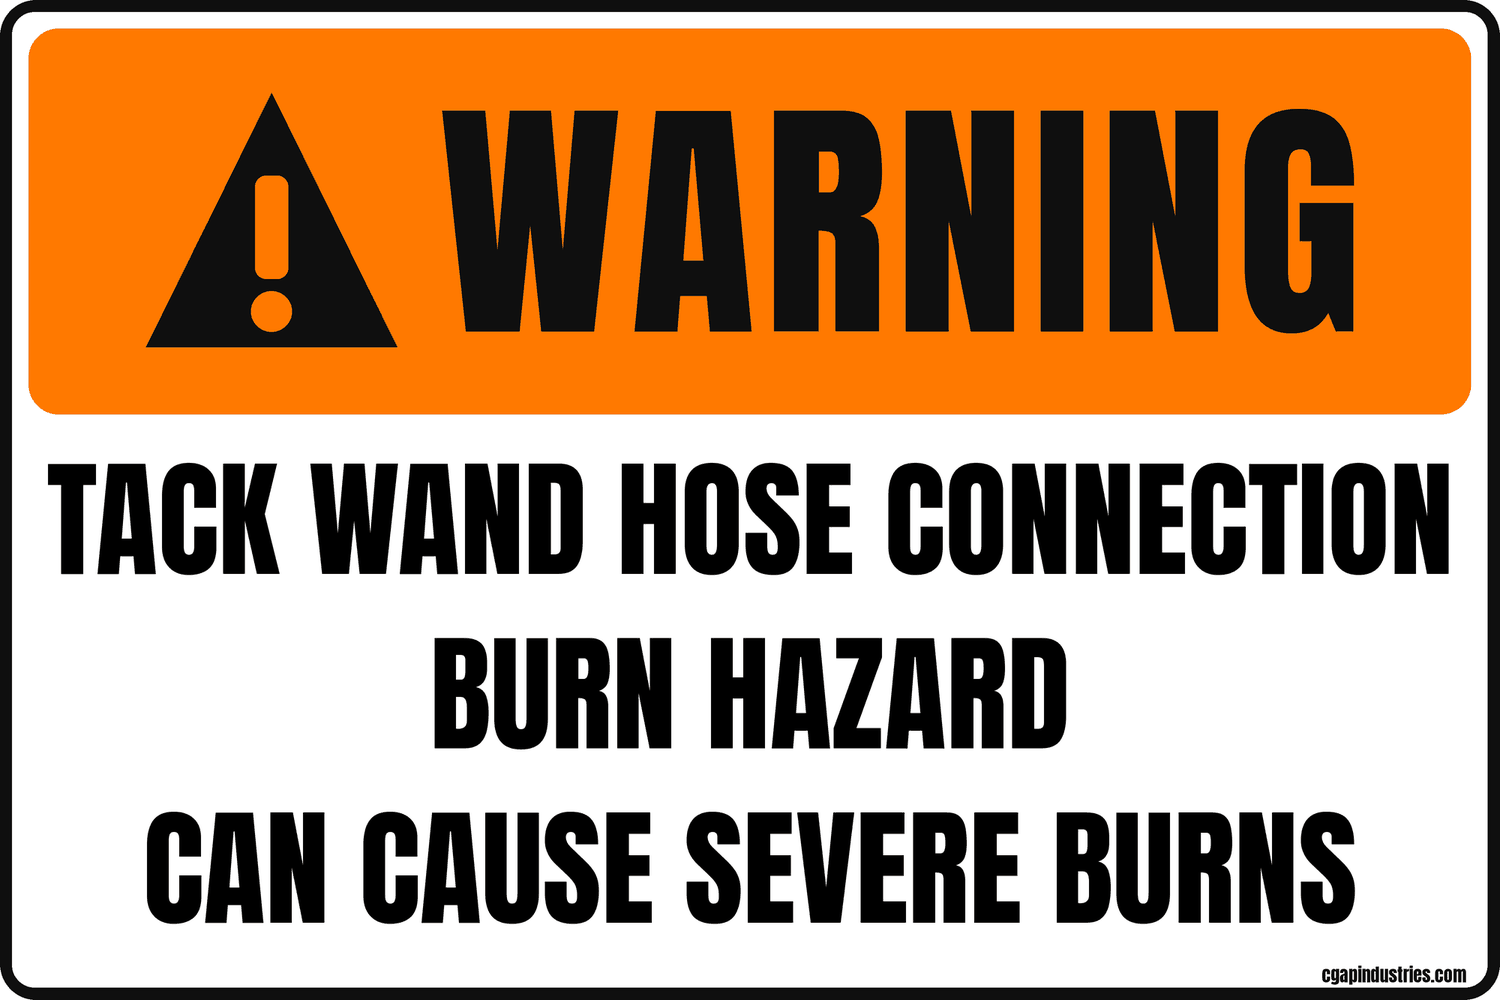 WARNING
TACK WAND HOSE CONNECTION
BURN HAZARD
CAN CAUSE SEVERE BURNS
cgapindustries.com